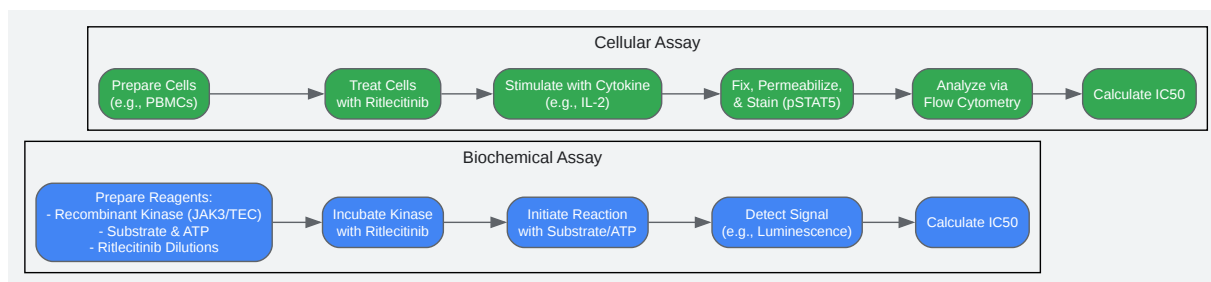 Cellular Assay
Prepare Cells
(e.g., PBMCs)
Treat Cells
with Ritlecitinib
Stimulate with Cytokine
(e.g., IL-2)
Fix, Permeabilize,
& Stain (pSTAT5)
Analyze via
Flow Cytometry
Calculate IC50
Biochemical Assay
Prepare Reagents:
- Recombinant Kinase (JAK3/TEC)
- Substrate & ATP
- Ritlecitinib Dilutions
Incubate Kinase
with Ritlecitinib
Initiate Reaction
with Substrate/ATP
Detect Signal
(e.g., Luminescence)
Calculate IC50